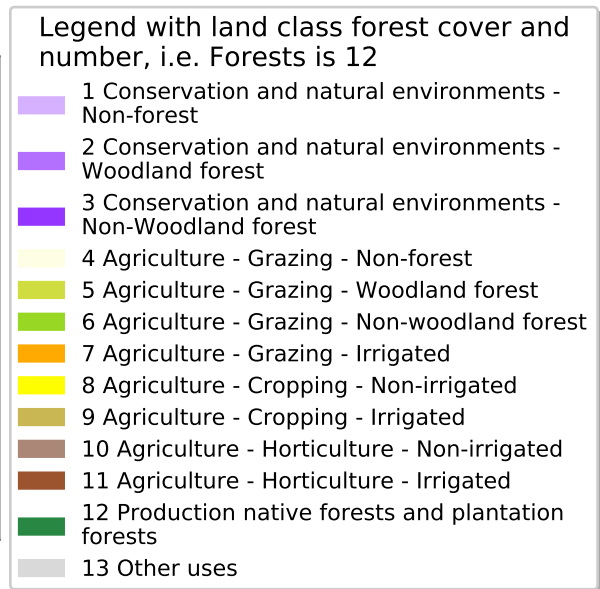 Legend with land class forest cover and
number, i.e. Forests is 12
1 Conservation and natural environments -
Non-forest
2 Conservation and natural environments -
Woodland forest
3 Conservation and natural environments -
Non-Woodland forest
4 Agriculture - Grazing - Non-forest
5 Agriculture - Grazing - Woodland forest
6 Agriculture - Grazing - Non-woodland forest
7 Agriculture - Grazing - Irrigated
8 Agriculture - Cropping - Non-irrigated
9 Agriculture - Cropping - Irrigated
10 Agriculture - Horticulture - Non-irrigated
11 Agriculture - Horticulture - Irrigated
12 Production native forests and plantation
forests
13 Other uses